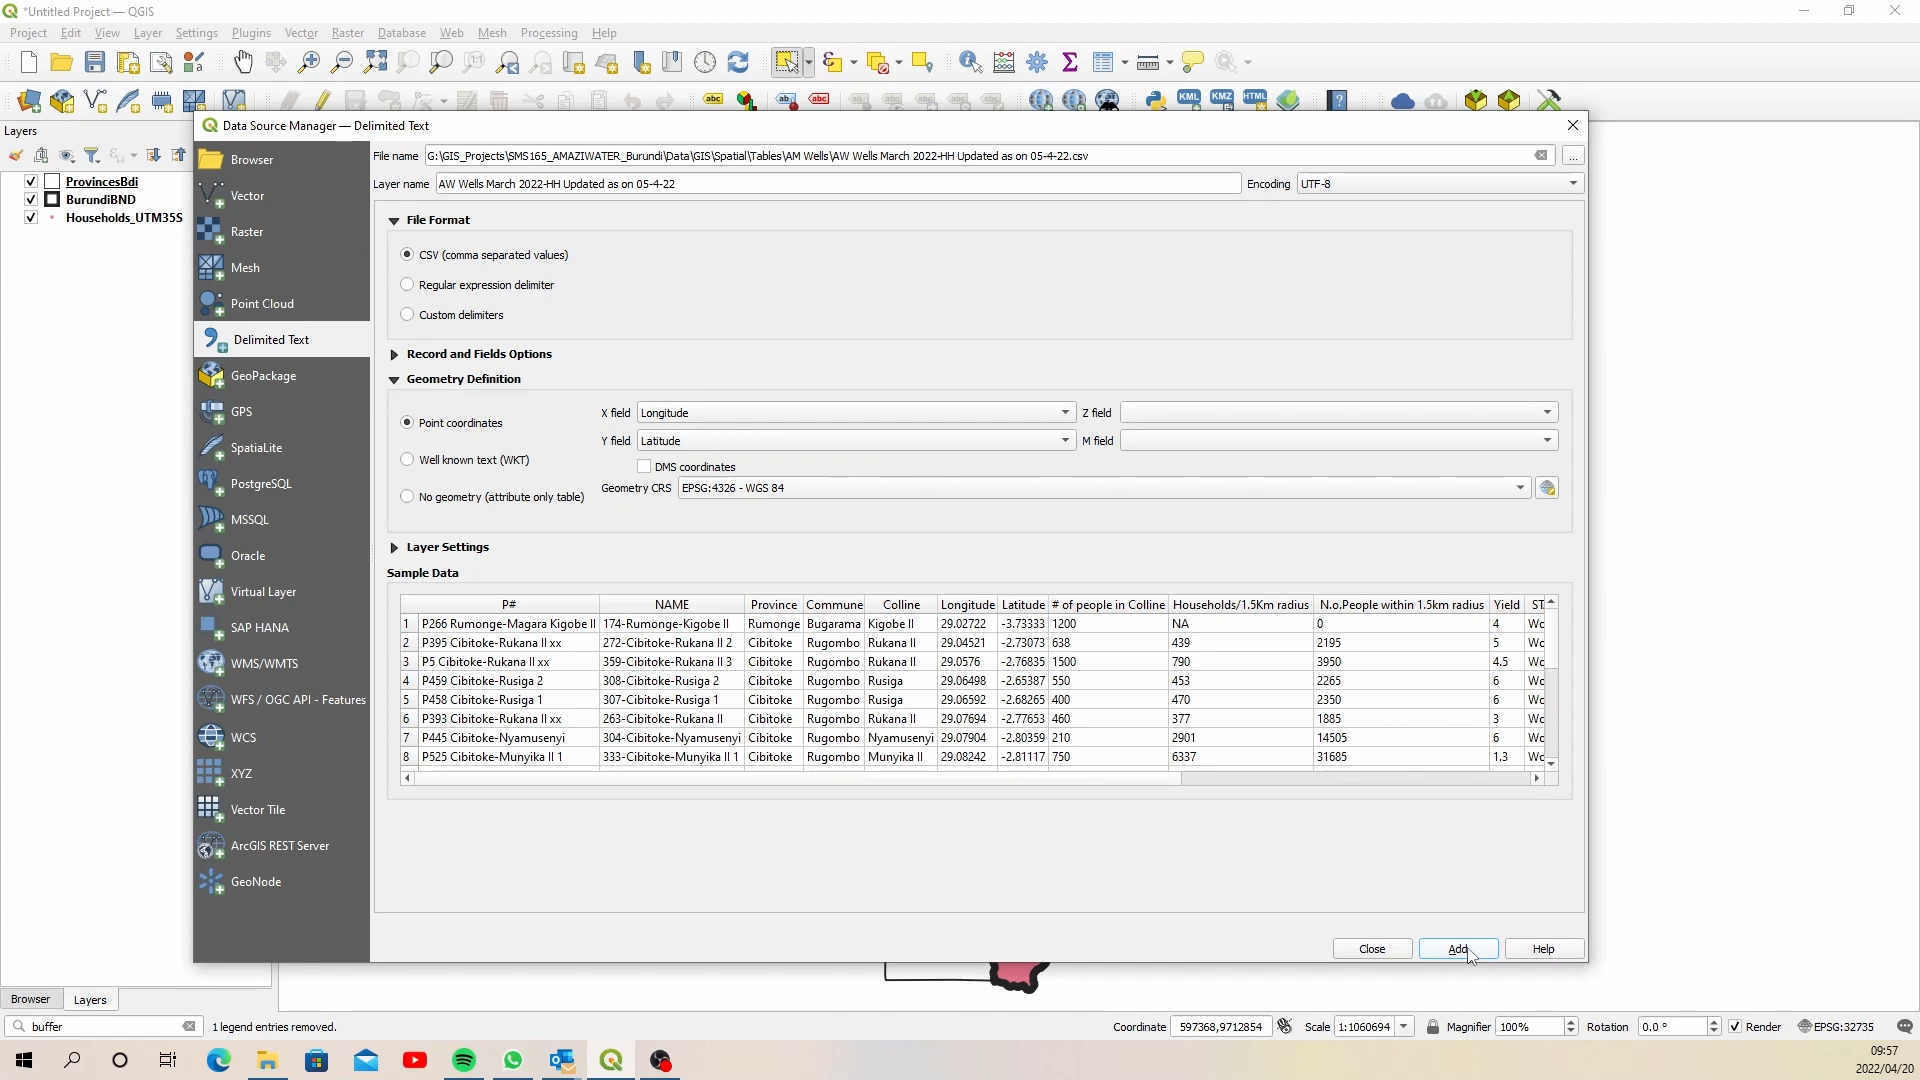 *Untitled Project — QGIS
Project Edit View Layer Settings Plugins Vector Raster Database Web Mesh Processing Help
Layers
ProvincesBdi
BurundiBND
Households_UTM35S
Data Source Manager — Delimited Text
Browser
Vector
Raster
Mesh
Point Cloud
Delimited Text
GeoPackage
GPS
SpatiaLite
PostgreSQL
MSSQL
Oracle
Virtual Layer
SAP HANA
WMS/WMTS
WFS / OGC API - Features
WCS
XYZ
Vector Tile
ArcGIS REST Server
GeoNode
File name G:\GIS_Projects\SMS165_AMAZIWATER_Burundi\Data\GIS\Spatial\Tables\AM Wells\AW Wells March 2022-HH Updated as on 05-4-22.csv ...
Layer name AW Wells March 2022-HH Updated as on 05-4-22 Encoding UTF-8
File Format
CSV (comma separated values)
Regular expression delimiter
Custom delimiters
Record and Fields Options
Geometry Definition
Point coordinates
Well known text (WKT)
No geometry (attribute only table)
X field Longitude Z field
Y field Latitude M field
DMS coordinates
Geometry CRS EPSG:4326 - WGS 84
Layer Settings
Sample Data
P# NAME Province Commune Colline Longitude Latitude # of people in Colline Households/1.5Km radius N.o.People within 1.5km radius Yield ST
1 P266 Rumonge-Magara Kigobe II 174-Rumonge-Kigobe II Rumonge Bugarama Kigobe II 29.02722 -3.73333 1200 NA 0 4 Wo
2 P395 Cibitoke-Rukana II xx 272-Cibitoke-Rukana II 2 Cibitoke Rugombo Rukana II 29.04521 -2.73073 638 439 2195 5 Wo
3 P5 Cibitoke-Rukana II xx 359-Cibitoke-Rukana II 3 Cibitoke Rugombo Rukana II 29.0576 -2.76835 1500 790 3950 4.5 Wo
4 P459 Cibitoke-Rusiga 2 308-Cibitoke-Rusiga 2 Cibitoke Rugombo Rusiga 29.06498 -2.65387 550 453 2265 6 Wo
5 P458 Cibitoke-Rusiga 1 307-Cibitoke-Rusiga 1 Cibitoke Rugombo Rusiga 29.06592 -2.68265 400 470 2350 6 Wo
6 P393 Cibitoke-Rukana II xx 263-Cibitoke-Rukana II Cibitoke Rugombo Rukana II 29.07694 -2.77653 460 377 1885 3 Wo
7 P445 Cibitoke-Nyamusenyi 304-Cibitoke-Nyamusenyi Cibitoke Rugombo Nyamusenyi 29.07904 -2.80359 210 2901 14505 6 Wo
8 P525 Cibitoke-Munyika II 1 333-Cibitoke-Munyika II 1 Cibitoke Rugombo Munyika II 29.08242 -2.81117 750 6337 31685 1.3 Wo
Close Add Help
Browser Layers
buffer 1 legend entries removed. Coordinate 597368,9712854 Scale 1:1060694 Magnifier 100% Rotation 0.0 ° Render EPSG:32735
09:57
2022/04/20